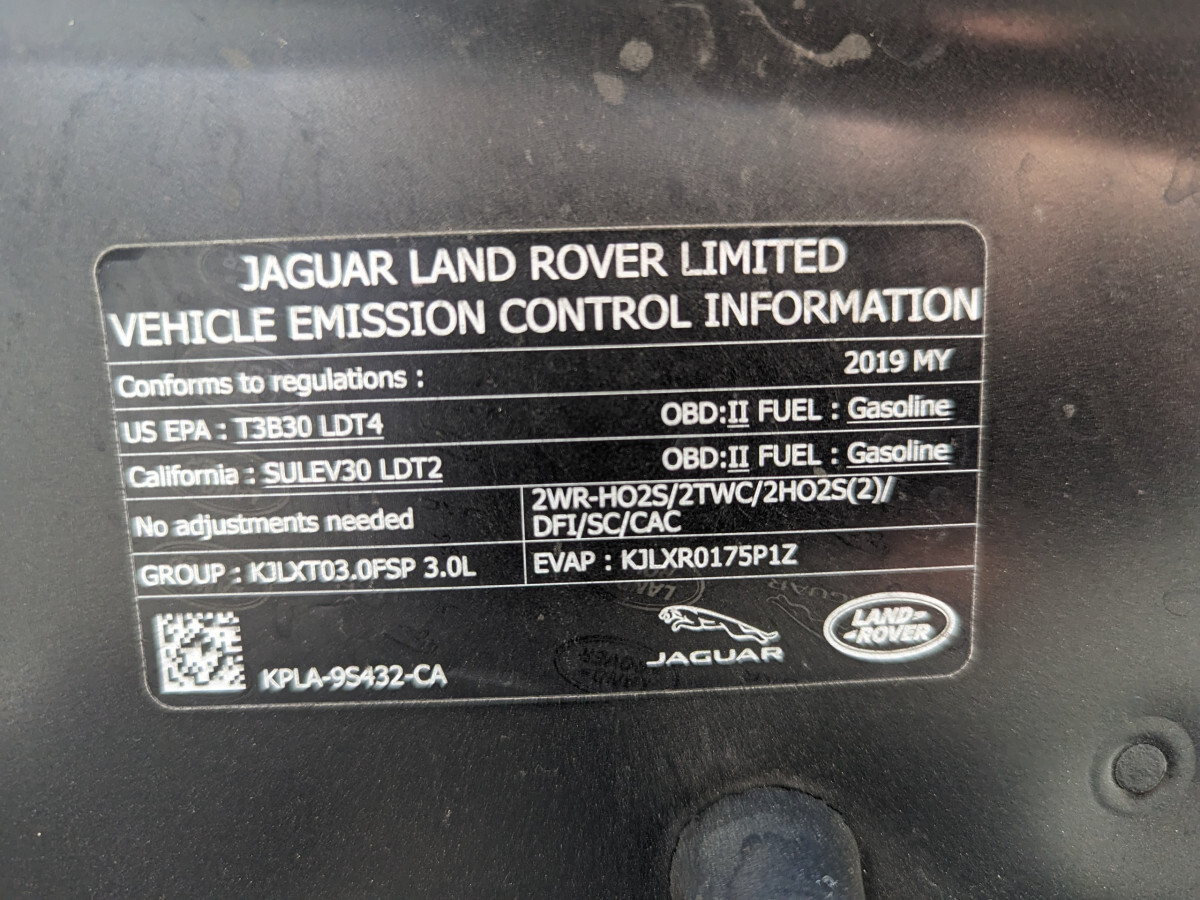 JAGUAR LAND ROVER LIMITED
VEHICLE EMISSION CONTROL INFORMATION
Conforms to regulations : 2019 MY
US EPA : T3B30 LDT4 OBD:II FUEL : Gasoline
California : SULEV30 LDT2 OBD:II FUEL : Gasoline
No adjustments needed
2WR-HO2S/2TWC/2HO2S(2)/
DFI/SC/CAC
GROUP : KJLXT03.0FSP 3.0L
EVAP : KJLXR0175P1Z
KPLA-9S432-CA
JAGUAR
LAND
ROVER